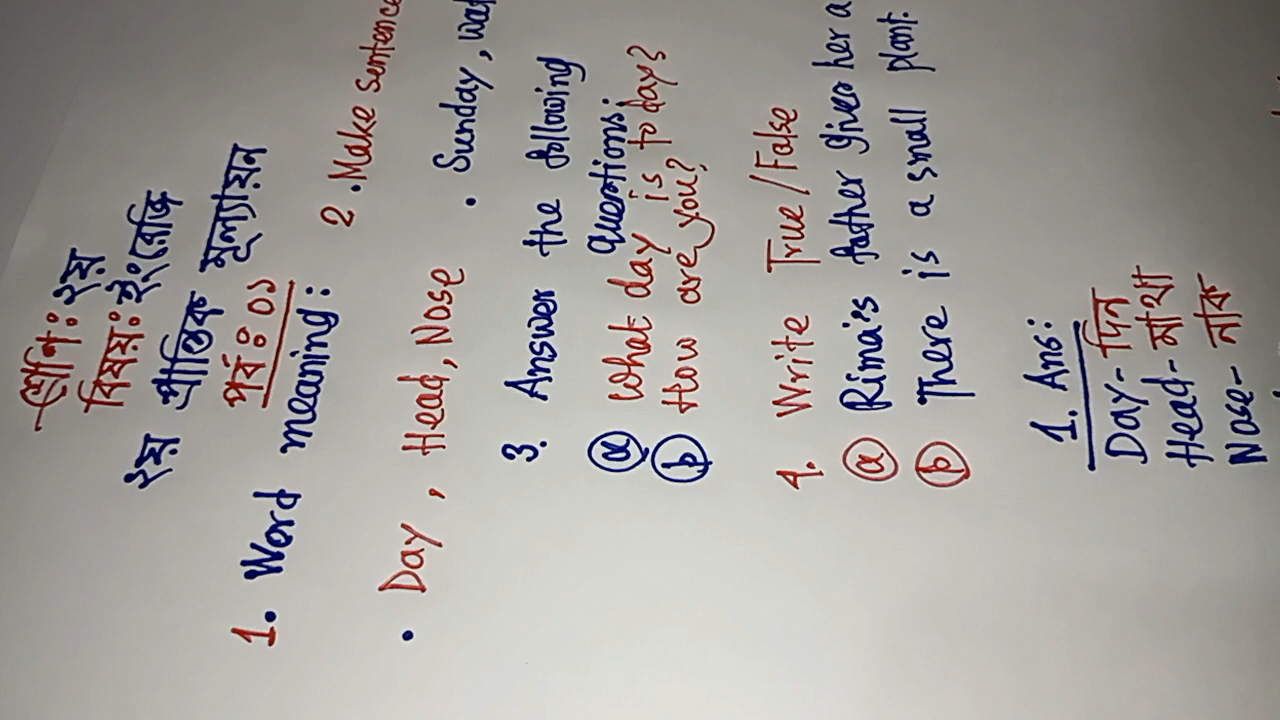 শ্রেণি: ২য়
বিষয়: ইংরেজি
২য় প্রান্তিক মূল্যায়ন
পর্ব: ০১
1. Word meaning:
• Day, Head, Nose
2. Make sentence
• Sunday,
3. Answer the following questions:
(a) What day is today?
(b) How are you?
4. Write True/False
(a) Rima's father gives her a
(b) There is a small plant.
1. Ans:
Day- দিন
Head- মাথা
Nose- নাক